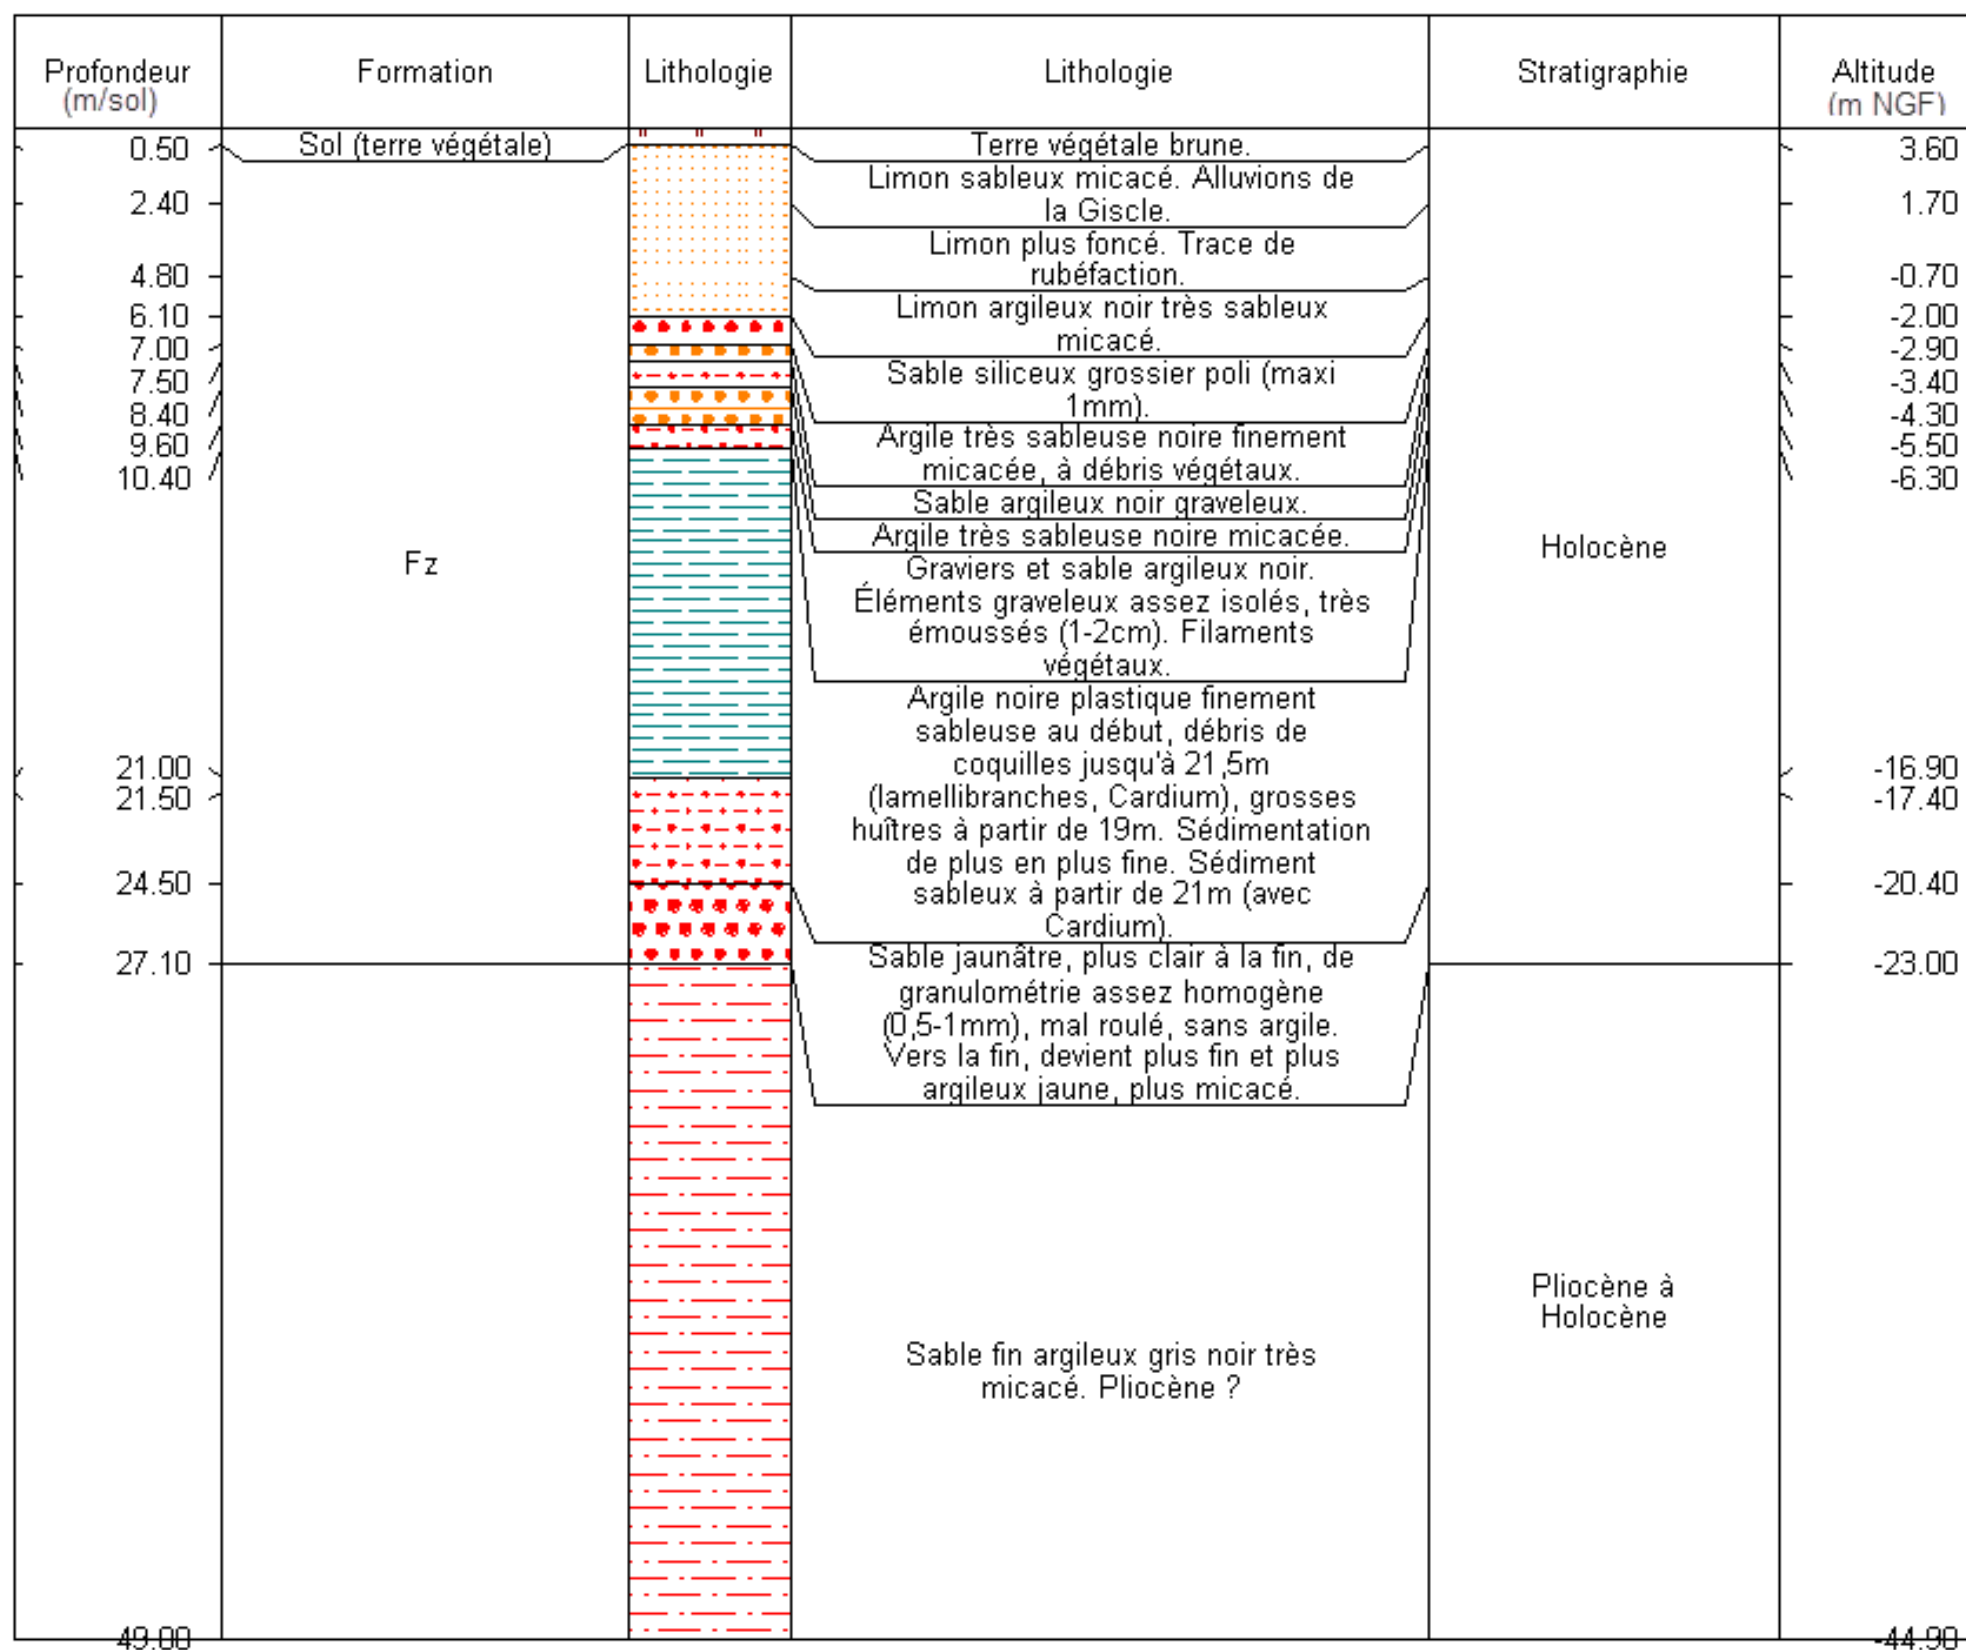 Profondeur
(m/sol)
Formation
Lithologie
Lithologie
Stratigraphie
Altitude
(m NGF)
0.50
Sol (terre végétale)
Terre végétale brune.
3.60
Limon sableux micacé. Alluvions de
la Giscle.
2.40
1.70
Limon plus foncé. Trace de
rubéfaction.
4.80
-0.70
Limon argileux noir très sableux
micacé.
6.10
-2.00
7.00
-2.90
Sable siliceux grossier poli (maxi
1mm).
7.50
-3.40
8.40
-4.30
Argile très sableuse noire finement
micacée, à débris végétaux.
9.60
-5.50
10.40
-6.30
Sable argileux noir graveleux.
Argile très sableuse noire micacée.
Fz
Holocène
Graviers et sable argileux noir.
Éléments graveleux assez isolés, très
émoussés (1-2cm). Filaments
végétaux.
Argile noire plastique finement
sableuse au début, débris de
coquilles jusqu'à 21,5m
(lamellibranches, Cardium), grosses
huîtres à partir de 19m. Sédimentation
de plus en plus fine. Sédiment
sableux à partir de 21m (avec
Cardium).
21.00
-16.90
21.50
-17.40
24.50
-20.40
27.10
-23.00
Sable jaunâtre, plus clair à la fin, de
granulométrie assez homogène
(0,5-1mm), mal roulé, sans argile.
Vers la fin, devient plus fin et plus
argileux jaune, plus micacé.
Pliocène à
Holocène
Sable fin argileux gris noir très
micacé. Pliocène ?
49.00
-44.90